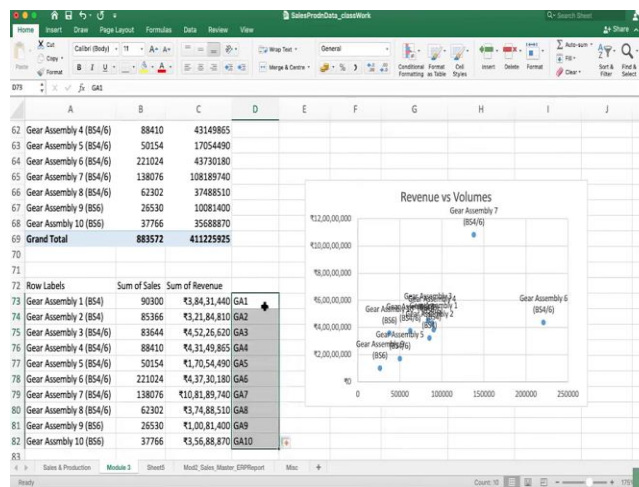 SalesProdnData_classWork
Search Sheet
Home Insert Draw Page Layout Formulas Data Review View Share
Cut
Copy
Format
Paste
Calibri (Body) 11 A A
B I U
Wrap Text
Merge & Centre
General
Conditional Formatting Format as Table Cell Styles
Insert Delete Format
Auto-sum
Fill
Clear
Sort & Filter Find & Select
D73 fx GA1
A B C D E F G H I J
62 Gear Assembly 4 (BS4/6) 88410 43149865
63 Gear Assembly 5 (BS4/6) 50154 17054490
64 Gear Assembly 6 (BS4/6) 221024 43730180
65 Gear Assembly 7 (BS4/6) 138076 108189740
66 Gear Assembly 8 (BS4/6) 62302 37488510
67 Gear Assmbly 9 (BS6) 26530 10081400
68 Gear Assmbly 10 (BS6) 37766 35688870
69 Grand Total 883572 411225925
70
71
72 Row Labels Sum of Sales Sum of Revenue
73 Gear Assembly 1 (BS4) 90300 ₹3,84,31,440 GA1
74 Gear Assembly 2 (BS4) 85366 ₹3,21,84,810 GA2
75 Gear Assembly 3 (BS4/6) 83644 ₹4,52,26,620 GA3
76 Gear Assembly 4 (BS4/6) 88410 ₹4,31,49,865 GA4
77 Gear Assembly 5 (BS4/6) 50154 ₹1,70,54,490 GA5
78 Gear Assembly 6 (BS4/6) 221024 ₹4,37,30,180 GA6
79 Gear Assembly 7 (BS4/6) 138076 ₹10,81,89,740 GA7
80 Gear Assembly 8 (BS4/6) 62302 ₹3,74,88,510 GA8
81 Gear Assmbly 9 (BS6) 26530 ₹1,00,81,400 GA9
82 Gear Assmbly 10 (BS6) 37766 ₹3,56,88,870 GA10
83
Revenue vs Volumes
Gear Assembly 7
(BS4/6)
₹12,00,00,000
₹10,00,00,000
₹8,00,00,000
₹6,00,00,000
Gear Assembly 6
(BS4/6)
₹4,00,00,000
Gear Assembly 5
₹2,00,00,000
(BS6)
₹0
0 50000 100000 150000 200000 250000
Sales & Production Module 3 Sheet5 Mod2_Sales_Master_ERPReport Misc +
Ready Count: 10